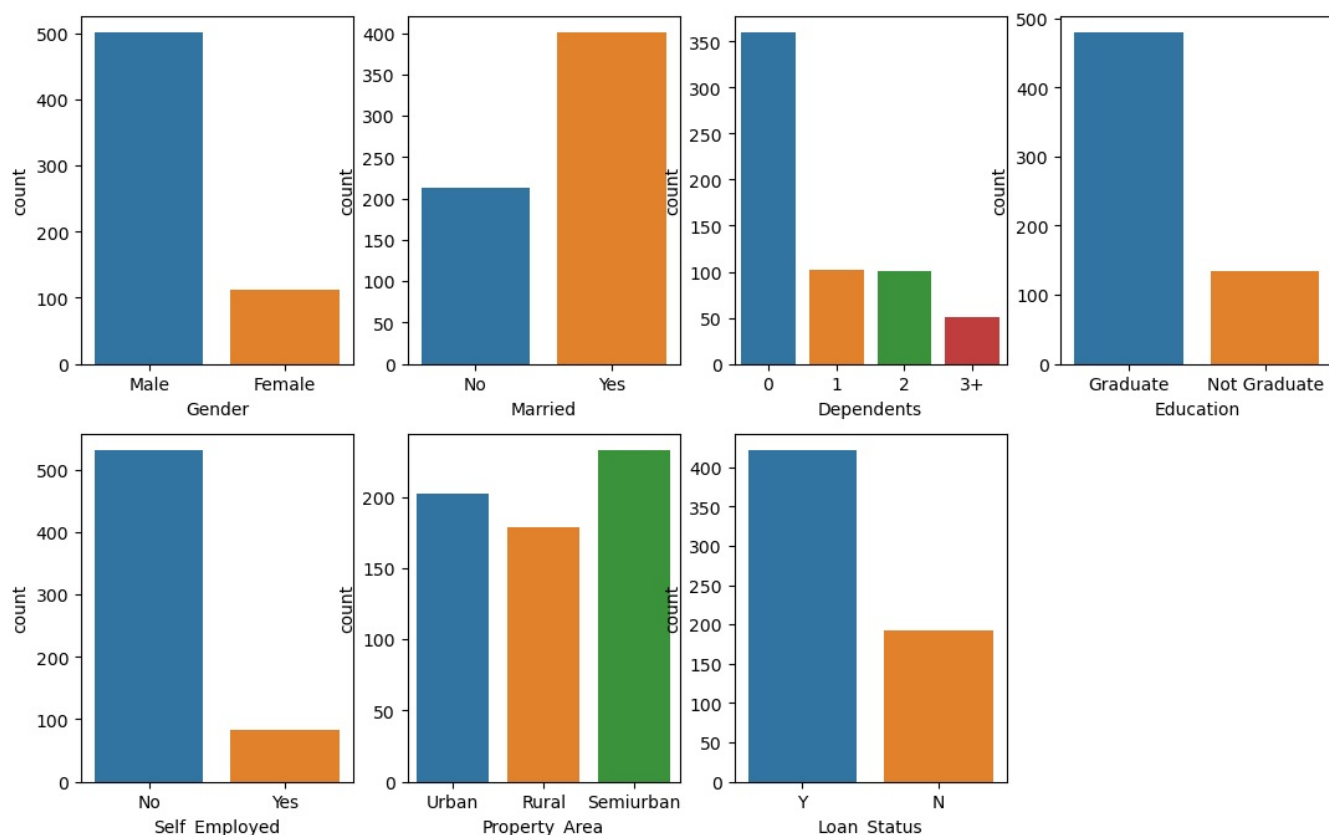 count
500
400
300
200
100
0
Male Female
Gender
count
400
350
300
250
200
150
100
50
0
No Yes
Married
count
350
300
250
200
150
100
50
0
0 1 2 3+
Dependents
count
500
400
300
200
100
0
Graduate Not Graduate
Education
count
500
400
300
200
100
0
No Yes
Self_Employed
count
200
150
100
50
0
Urban Rural Semiurban
Property_Area
count
400
350
300
250
200
150
100
50
0
Y N
Loan_Status